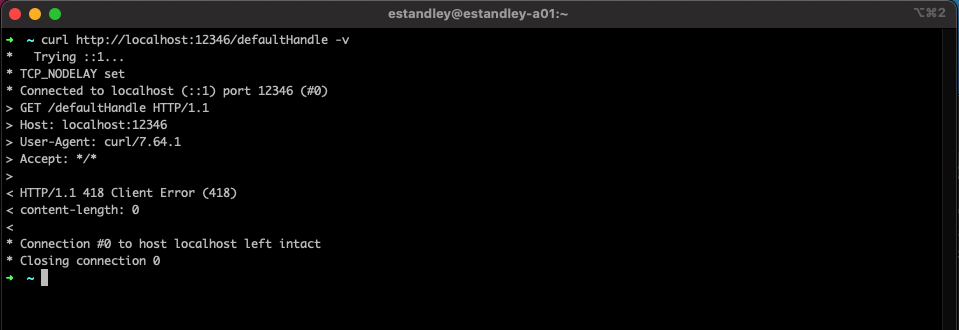 estandley@estandley-a01:~
⌥⌘2
➜  ~ curl http://localhost:12346/defaultHandle -v
*   Trying ::1...
* TCP_NODELAY set
* Connected to localhost (::1) port 12346 (#0)
> GET /defaultHandle HTTP/1.1
> Host: localhost:12346
> User-Agent: curl/7.64.1
> Accept: */*
>
< HTTP/1.1 418 Client Error (418)
< content-length: 0
<
* Connection #0 to host localhost left intact
* Closing connection 0
➜  ~